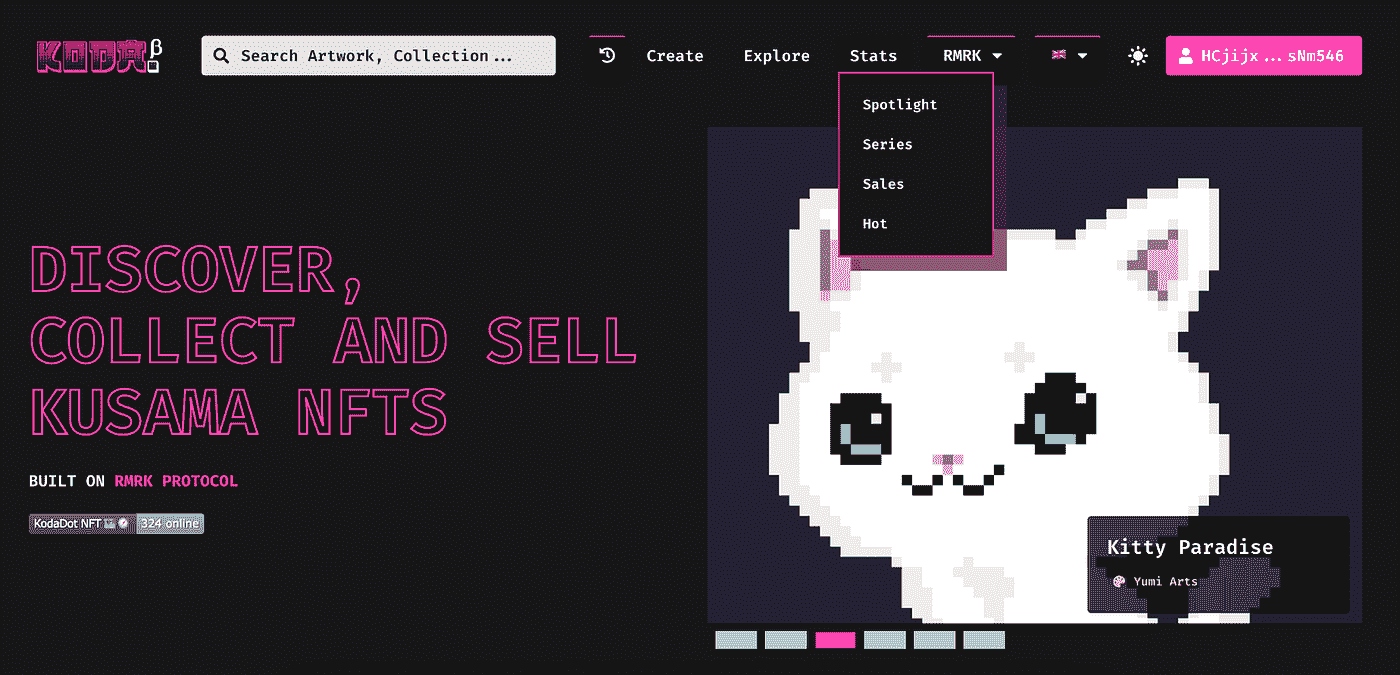 KODA β
Search Artwork, Collection...
Create
Explore
Stats
RMRK
HCjijx...sNm546
Spotlight
Series
Sales
Hot
DISCOVER,
COLLECT AND SELL
KUSAMA NFTS
BUILT ON RMRK PROTOCOL
KodaDot NFT 324 online
Kitty Paradise
Yumi Arts